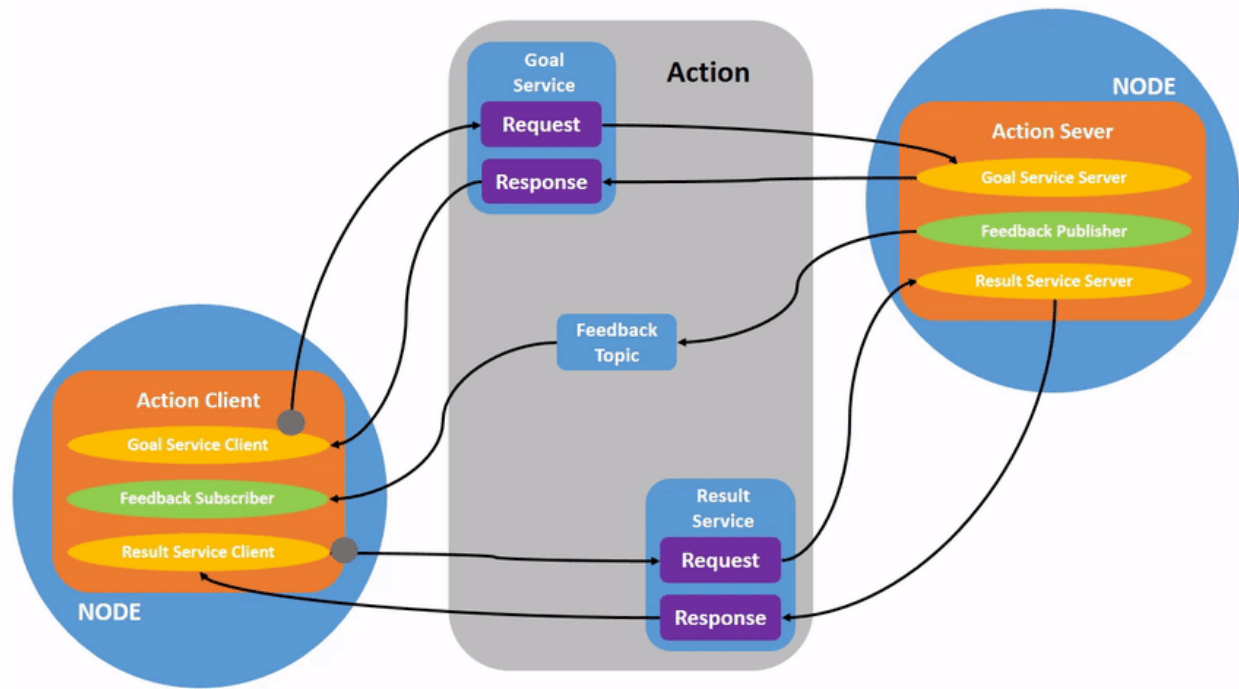 Goal
Service
Request
Response
Action
NODE
Action Sever
Goal Service Server
Feedback Publisher
Result Service Server
Feedback
Topic
Action Client
Goal Service Client
Feedback Subscriber
Result Service Client
NODE
Result
Service
Request
Response